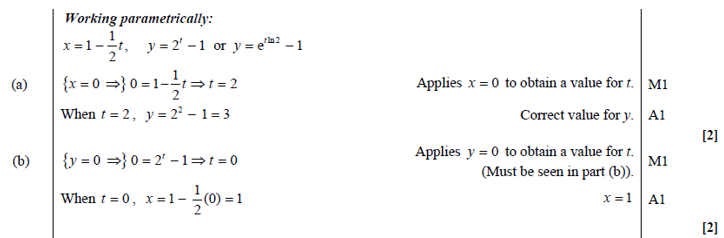 Working parametrically:
x = 1 − 1/2 t, y = 2^t − 1 or y = e^(t ln 2) − 1
(a) {x = 0 ⇒} 0 = 1 − 1/2 t ⇒ t = 2 Applies x = 0 to obtain a value for t. M1
When t = 2, y = 2² − 1 = 3 Correct value for y. A1
[2]
(b) {y = 0 ⇒} 0 = 2^t − 1 ⇒ t = 0 Applies y = 0 to obtain a value for t. (Must be seen in part (b)). M1
When t = 0, x = 1 − 1/2 (0) = 1 x = 1 A1
[2]